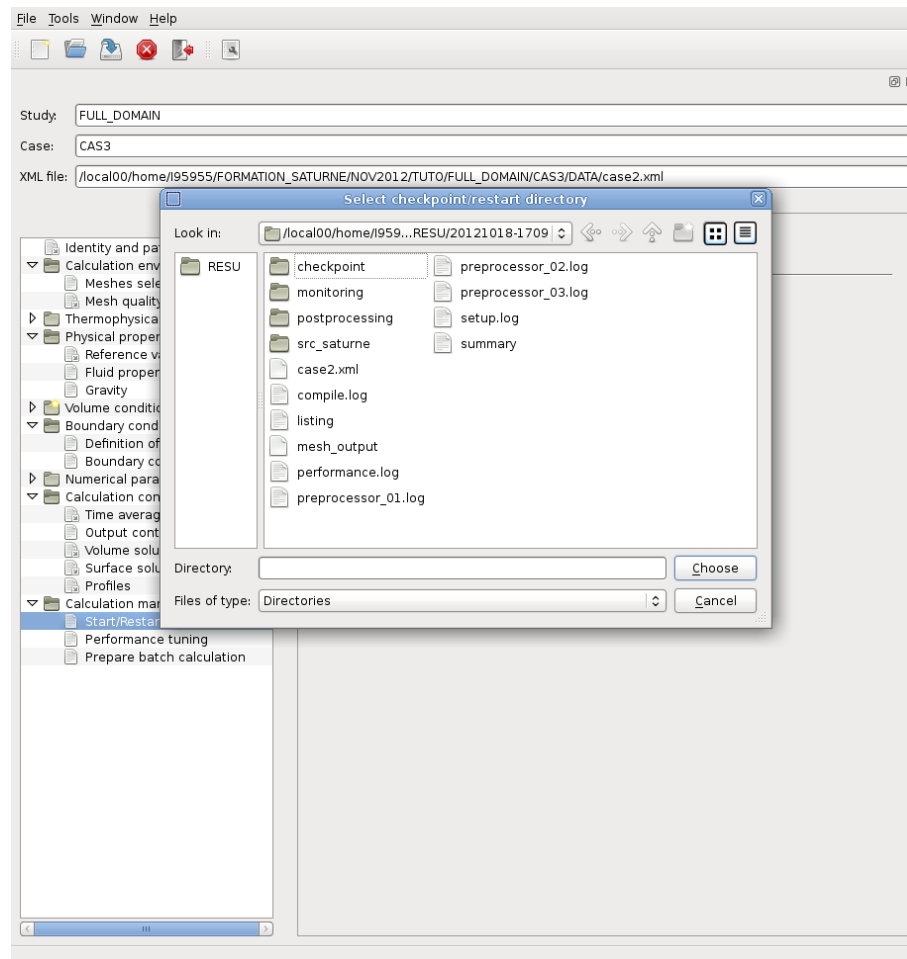 File Tools Window Help
Study: FULL_DOMAIN
Case: CAS3
XML file: /local00/home/I95955/FORMATION_SATURNE/NOV2012/TUTO/FULL_DOMAIN/CAS3/DATA/case2.xml
Select checkpoint/restart directory
Look in: /local00/home/I959...RESU/20121018-1709
RESU
checkpoint
monitoring
postprocessing
src_saturne
case2.xml
compile.log
listing
mesh_output
performance.log
preprocessor_01.log
preprocessor_02.log
preprocessor_03.log
setup.log
summary
Directory: Choose
Files of type: Directories Cancel
Identity and pa
Calculation env
Meshes sele
Mesh quality
Thermophysica
Physical proper
Reference va
Fluid proper
Gravity
Volume conditio
Boundary cond
Definition of
Boundary co
Numerical para
Calculation con
Time averag
Output cont
Volume solu
Surface solu
Profiles
Calculation mar
Start/Restar
Performance tuning
Prepare batch calculation